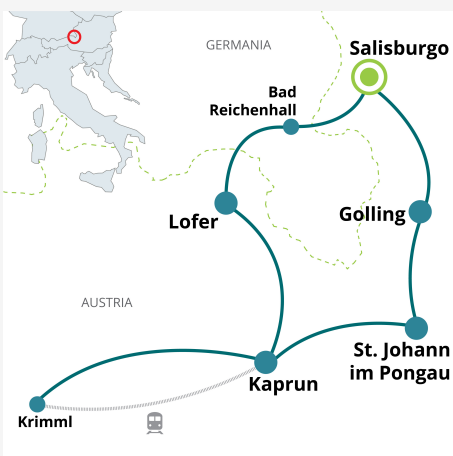 GERMANIA
Salisburgo
Bad
Reichenhall
Lofer
Golling
AUSTRIA
St. Johann
im Pongau
Kaprun
Krimml